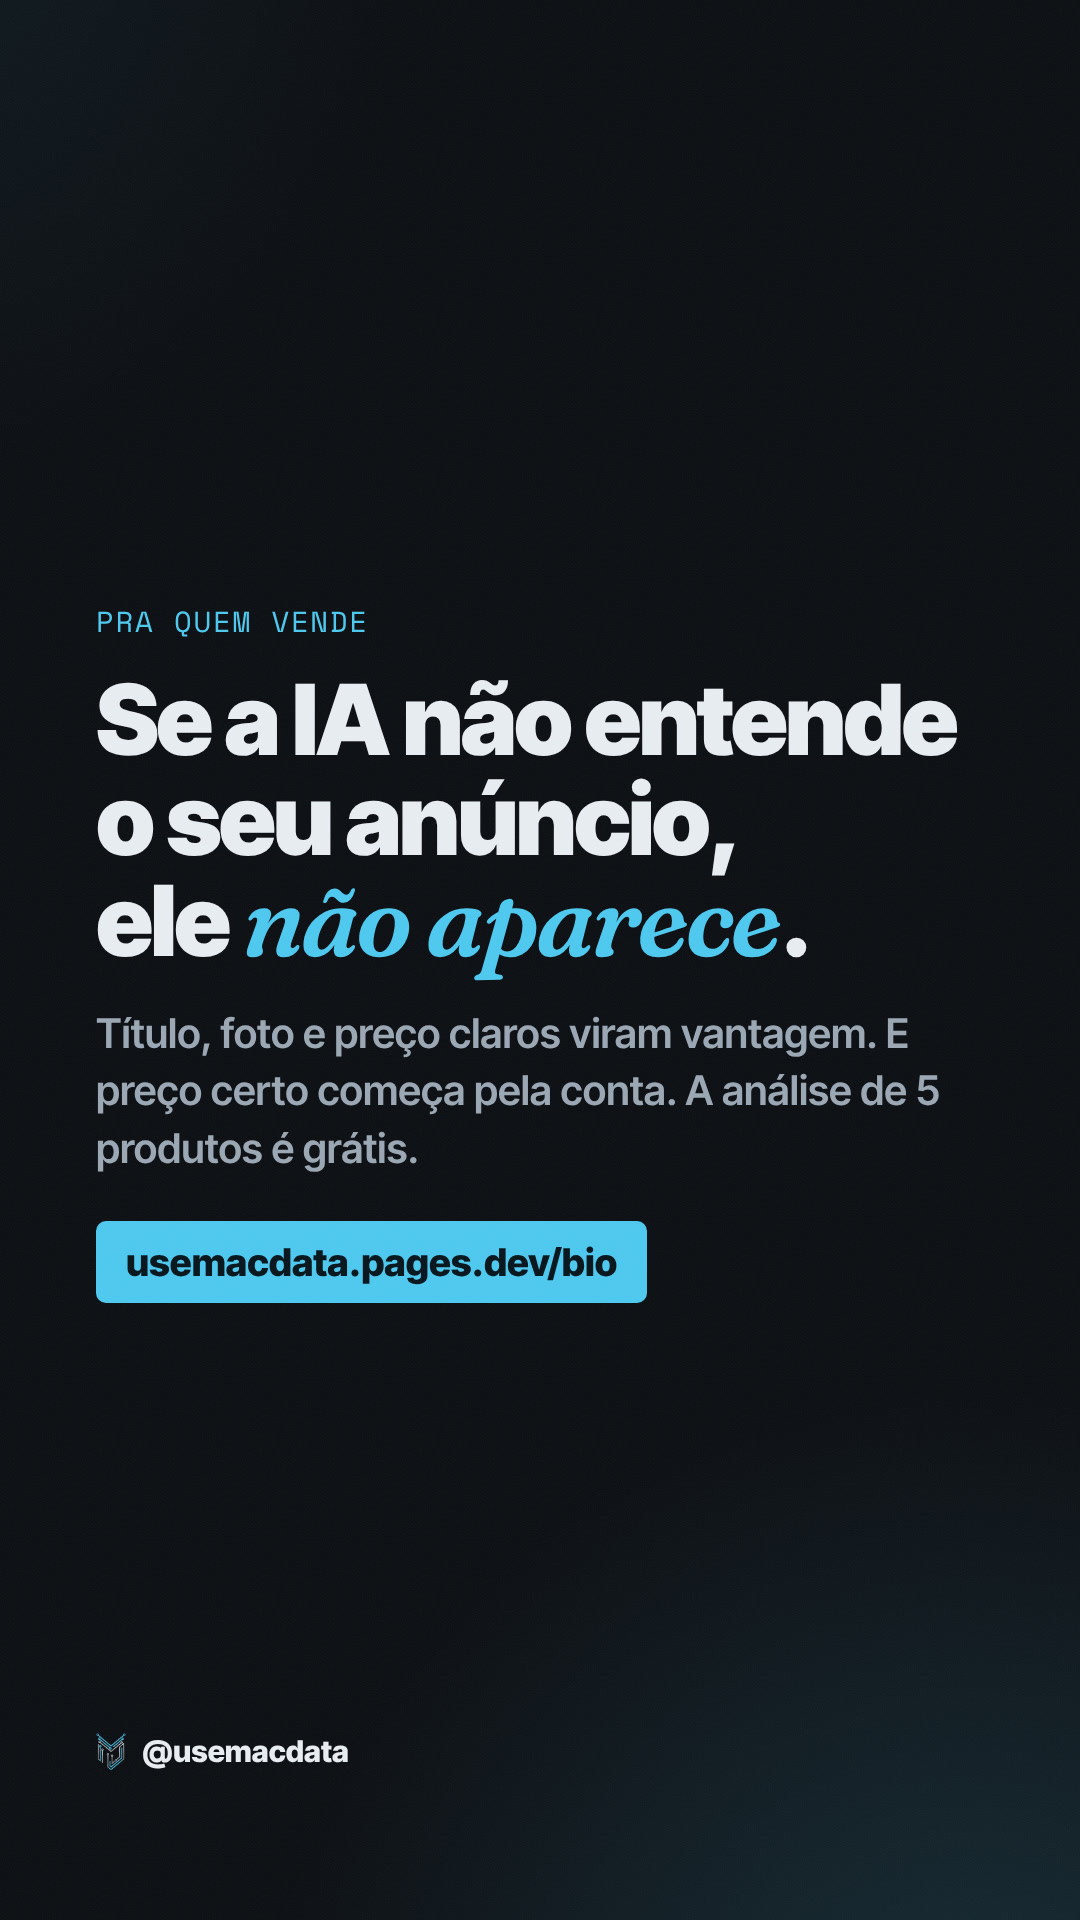 PRA QUEM VENDE
Se a IA não entende
o seu anúncio,
ele não aparece.
Título, foto e preço claros viram vantagem. E
preço certo começa pela conta. A análise de 5
produtos é grátis.
usemacdata.pages.dev/bio
@usemacdata